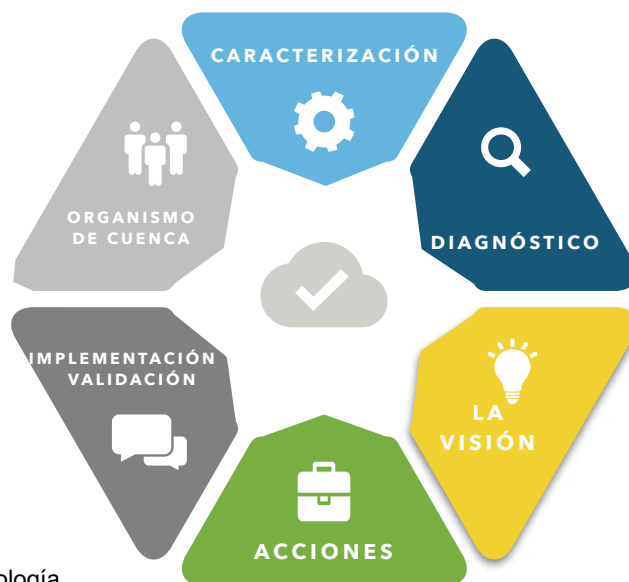 CARACTERIZACIÓN
DIAGNÓSTICO
LA
VISIÓN
ACCIONES
IMPLEMENTACIÓN
VALIDACIÓN
ORGANISMO
DE CUENCA